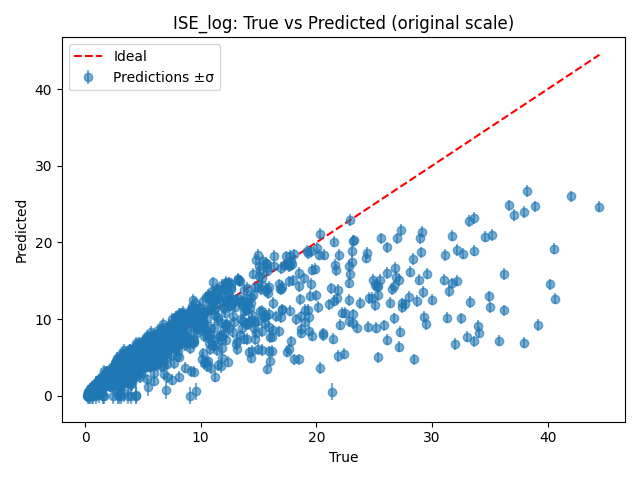 ISE_log: True vs Predicted (original scale)
Ideal
Predictions ±σ
Predicted
40
30
20
10
0
0 10 20 30 40
True